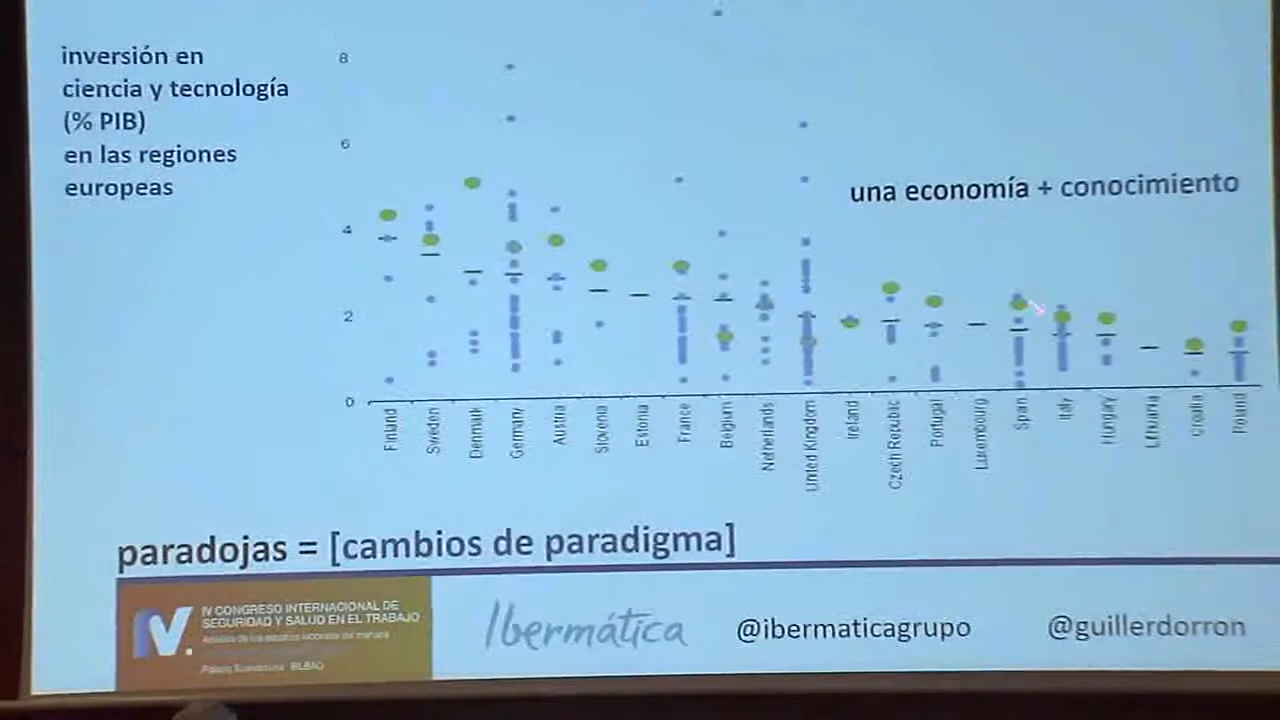 inversión en
ciencia y tecnología
(% PIB)
en las regiones
europeas
8
6
4
2
0
una economía + conocimiento
Finland
Sweden
Denmark
Germany
Austria
Slovenia
Estonia
France
Belgium
Netherlands
United Kingdom
Ireland
Czech Republic
Portugal
Luxembourg
Spain
Italy
Hungary
Lithuania
Croatia
Poland
paradojas = [cambios de paradigma]
IV.
IV CONGRESO INTERNACIONAL DE
SEGURIDAD Y SALUD EN EL TRABAJO
BILBAO
Ibermática
@ibermaticagrupo
@guillerdorron